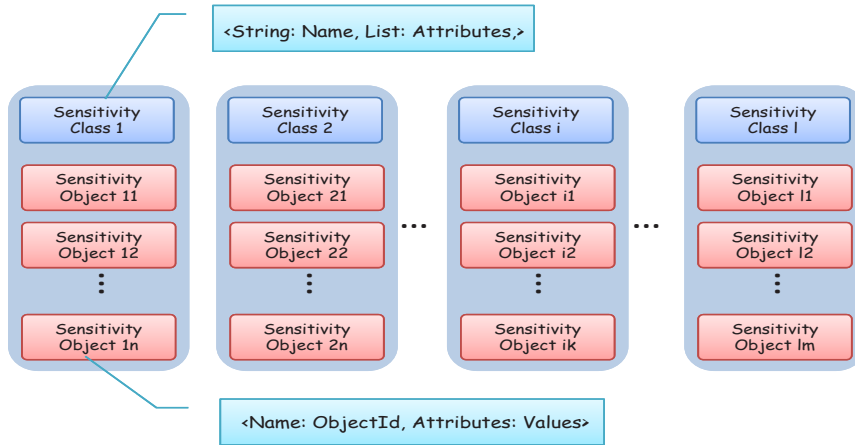 <String: Name, List: Attributes,>
Sensitivity
Class 1
Sensitivity
Class 2
Sensitivity
Class i
Sensitivity
Class l
Sensitivity
Object 11
Sensitivity
Object 21
Sensitivity
Object i1
Sensitivity
Object l1
... ...
Sensitivity
Object 12
Sensitivity
Object 22
Sensitivity
Object i2
Sensitivity
Object l2
Sensitivity
Object 1n
Sensitivity
Object 2n
Sensitivity
Object ik
Sensitivity
Object lm
<Name: ObjectId, Attributes: Values>